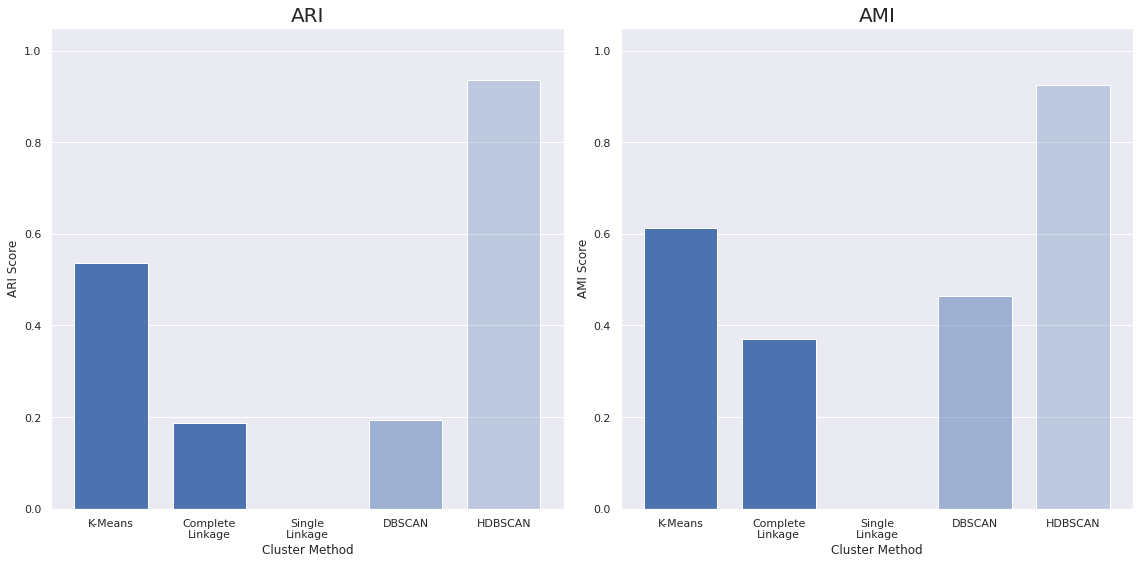 ARI
1.0
0.8
0.6
0.4
0.2
0.0
ARI Score
K-Means
Complete
Linkage
Single
Linkage
DBSCAN
HDBSCAN
Cluster Method
AMI
1.0
0.8
0.6
0.4
0.2
0.0
AMI Score
K-Means
Complete
Linkage
Single
Linkage
DBSCAN
HDBSCAN
Cluster Method